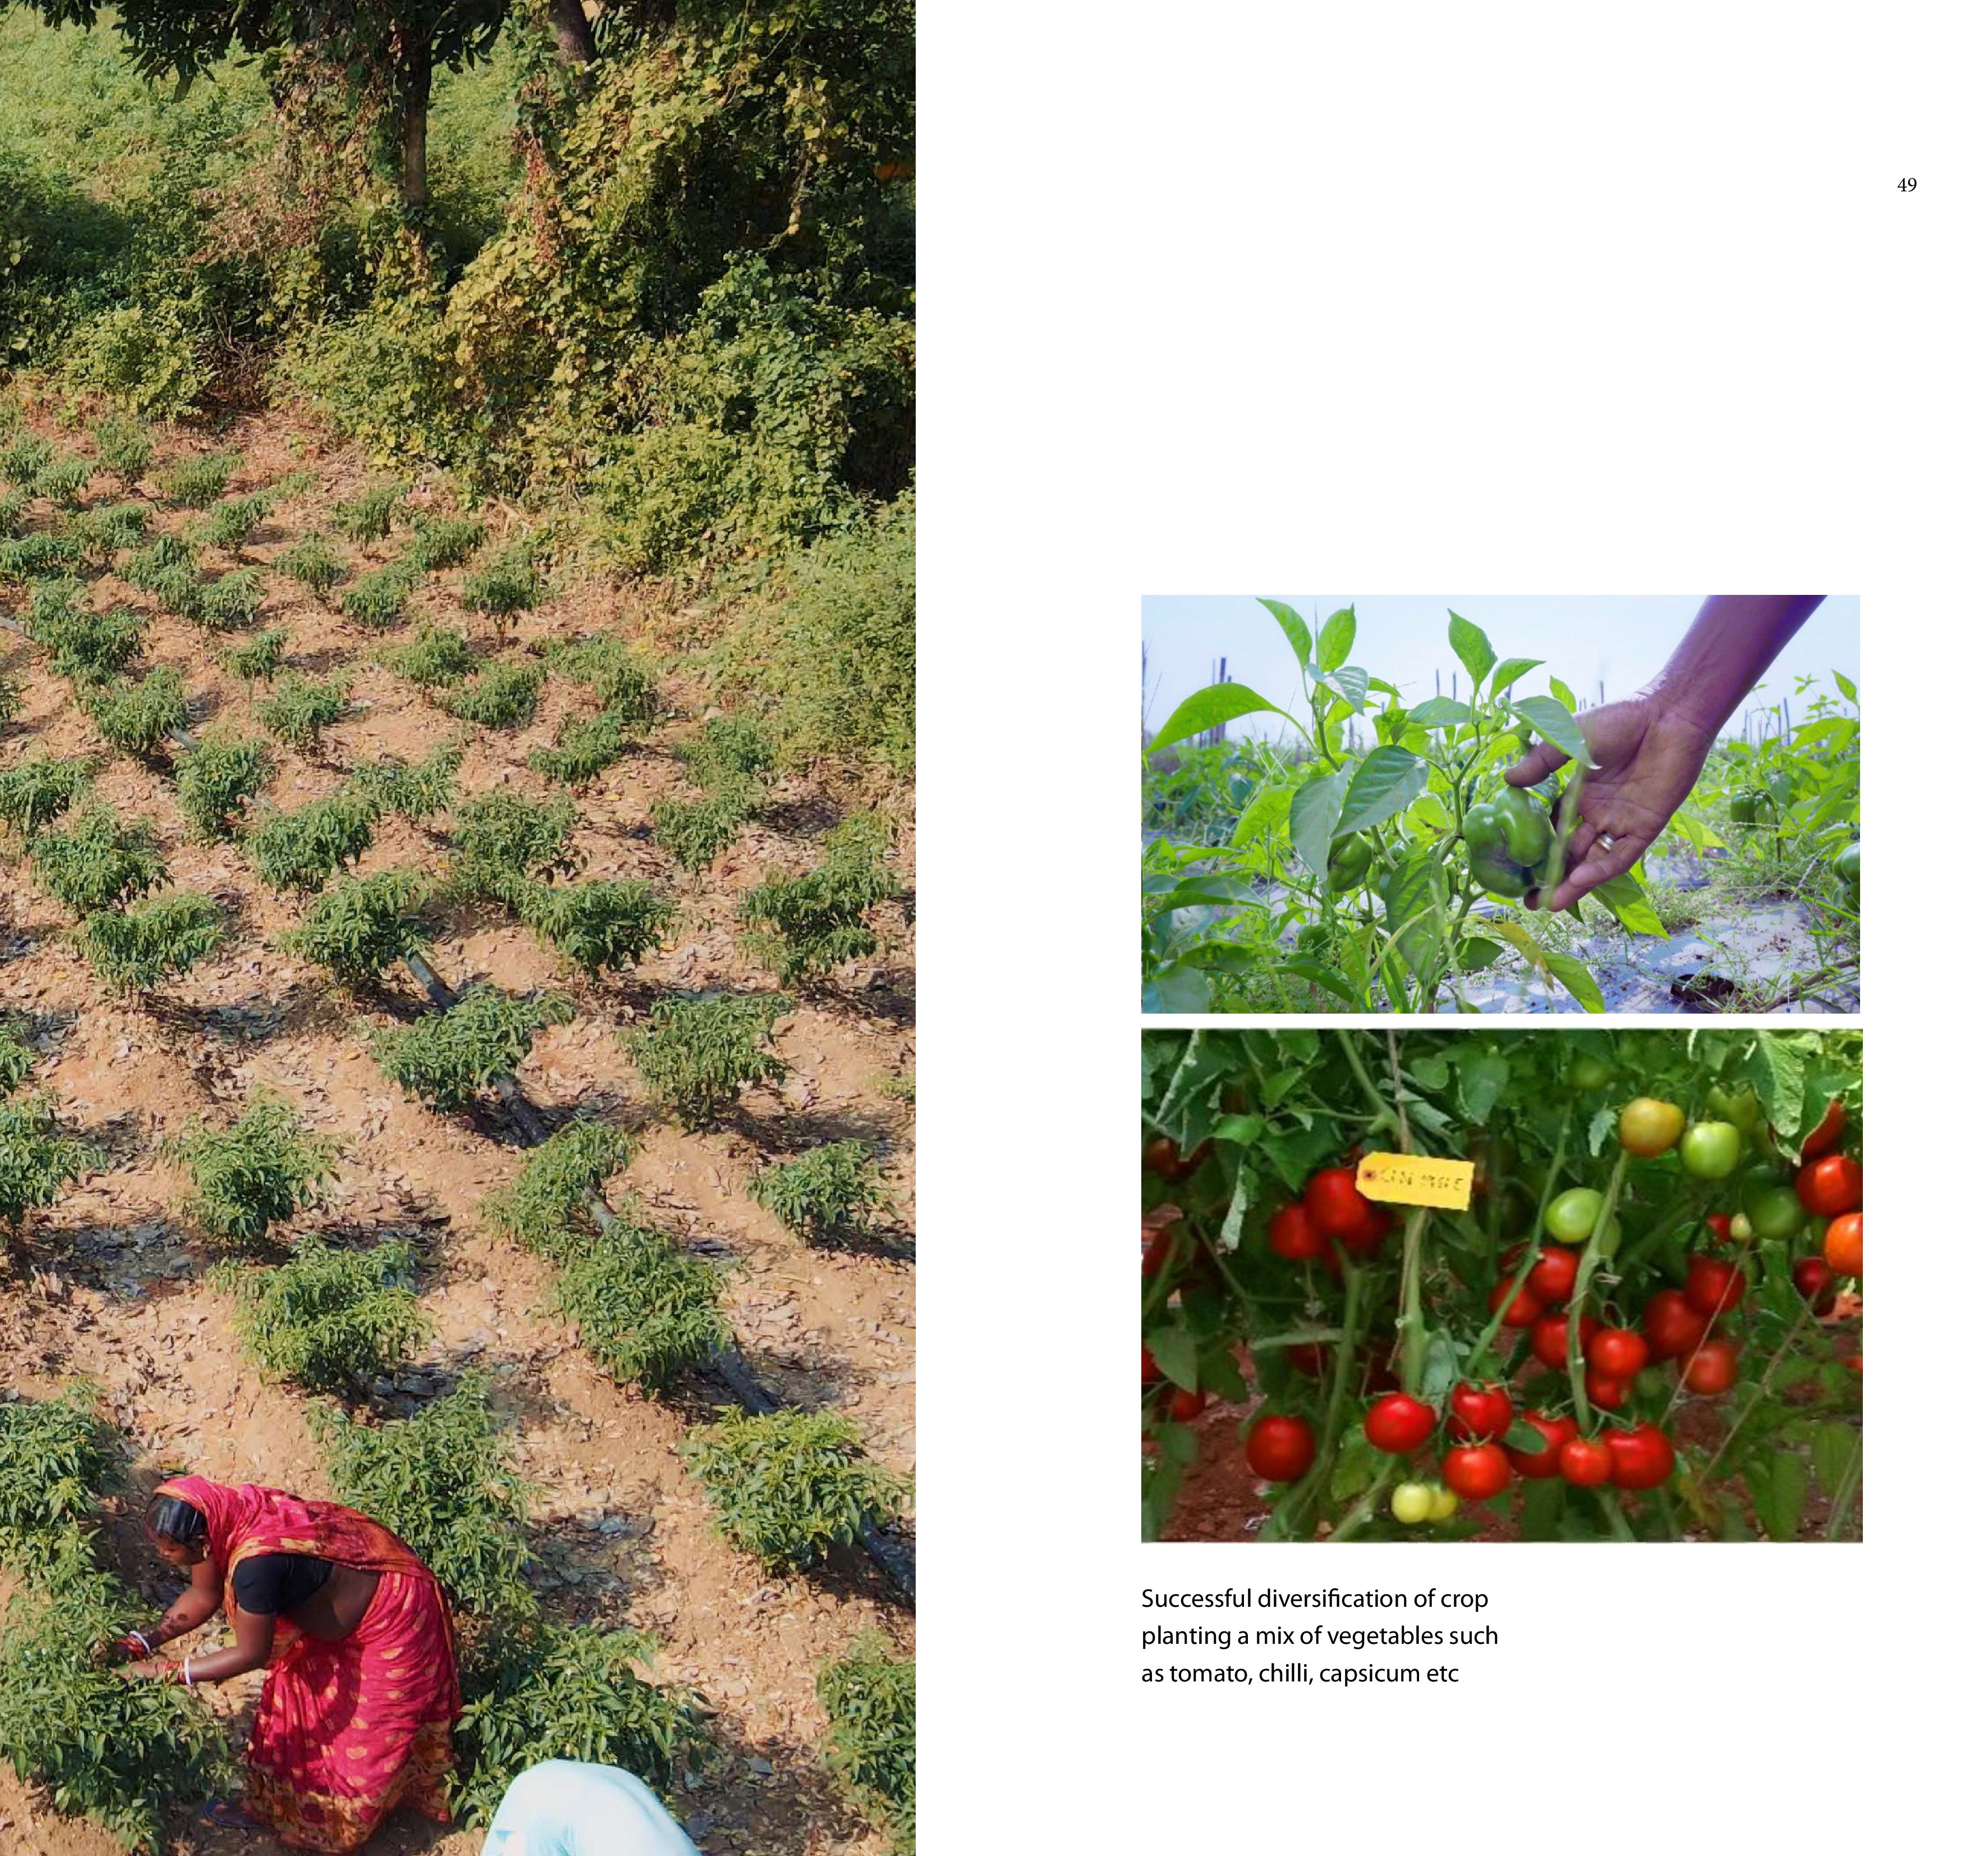 49
Successful diversification of crop
planting a mix of vegetables such
as tomato, chilli, capsicum etc